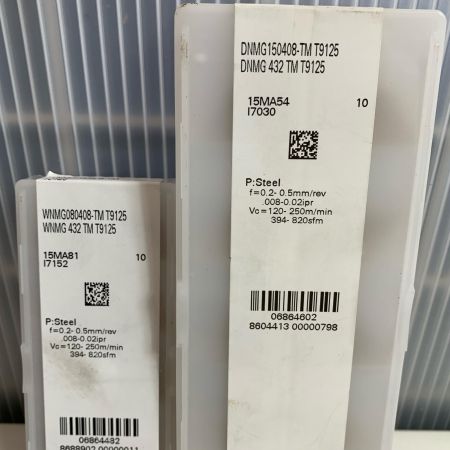 DNMG150408-TM T9125
DNMG 432 TM T9125
15MA54 10
I7030
P:Steel
f=0.2- 0.5mm/rev
.008-0.02ipr
Vc=120- 250m/min
394- 820sfm
06864602
8604413 00000798
WNMG080408-TM T9125
WNMG 432 TM T9125
15MA81 10
I7152
P:Steel
f=0.2- 0.5mm/rev
.008-0.02ipr
Vc=120- 250m/min
394- 820sfm
06864482
8688902 00000011